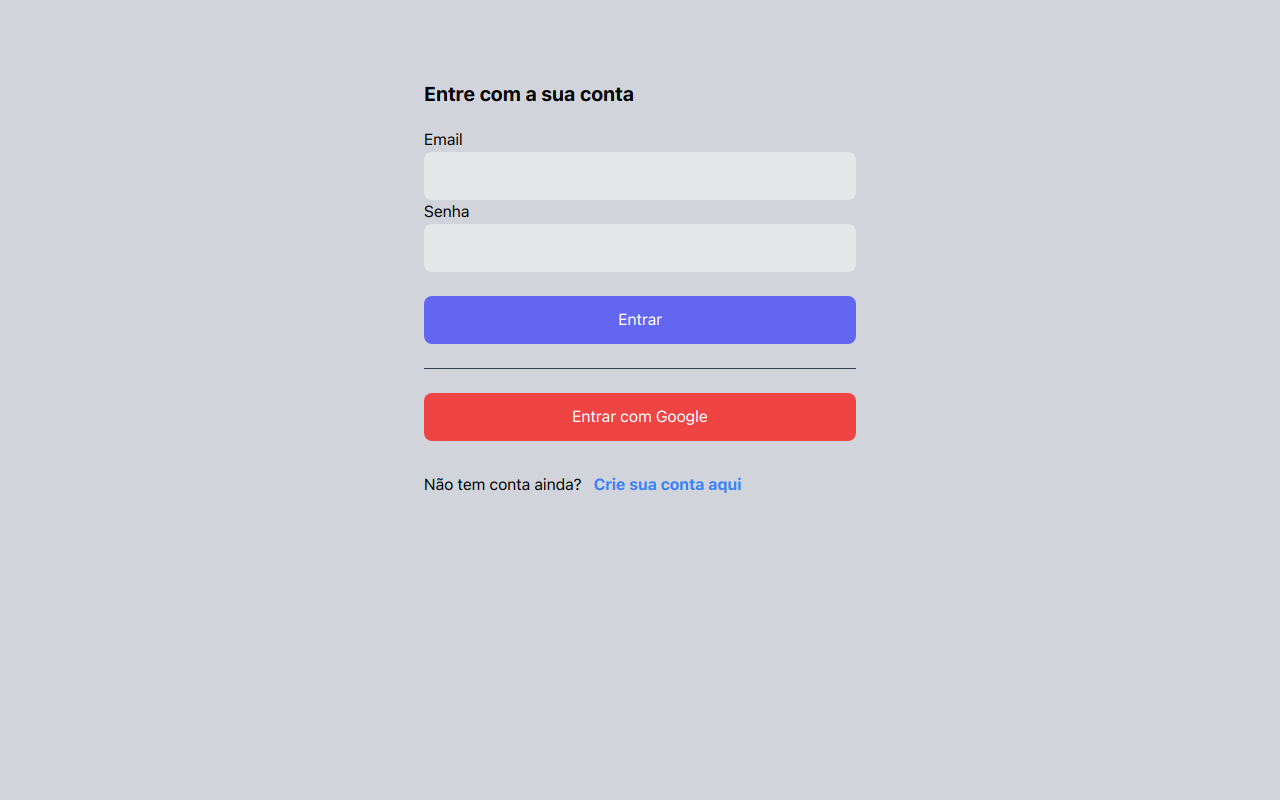 Entre com a sua conta
Email
Senha
Entrar
Entrar com Google
Não tem conta ainda? Crie sua conta aqui